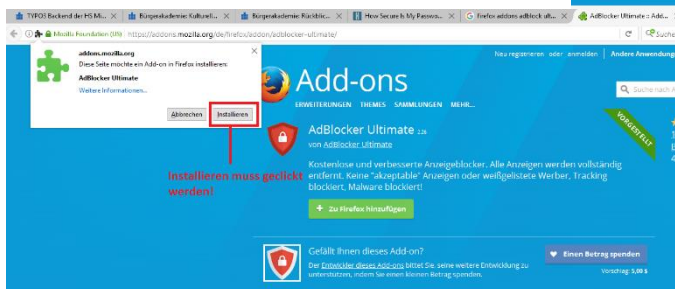 TYPO3 Backend der HS Mi...
Bürgerakademie: Kulturell...
Bürgerakademie: Rückblic...
How Secure Is My Passwo...
firefox addons adblock ult...
AdBlocker Ultimate :: Add...
Mozilla Foundation (US)
https://addons.mozilla.org/de/firefox/addon/adblocker-ultimate/
Suche
addons.mozilla.org
Diese Seite möchte ein Add-on in Firefox installieren:
AdBlocker Ultimate
Weitere Informationen...
Abbrechen
Installieren
Installieren muss geclickt
werden!
Neu registrieren oder anmelden
Andere Anwendung
Add-ons
ERWEITERUNGEN THEMES SAMMLUNGEN MEHR...
Suche nach A
VORGESTELLT
AdBlocker Ultimate
von AdBlocker Ultimate
Kostenlose und verbesserte Anzeigeblocker. Alle Anzeigen werden vollständig
entfernt. Keine "akzeptable" Anzeigen oder weißgelistete Werber, Tracking
blockiert, Malware blockiert!
+ Zu Firefox hinzufügen
Gefällt Ihnen dieses Add-on?
Der Entwickler dieses Add-ons bittet Sie, seine weitere Entwicklung zu
unterstützen, indem Sie einen kleinen Betrag spenden.
Einen Betrag spenden
Vorschlag: 5,00 $